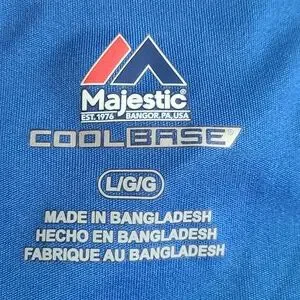 Majestic®
EST. 1976 BANGOR, PA, USA
COOLBASE®
L/G/G
MADE IN BANGLADESH
HECHO EN BANGLADESH
FABRIQUE AU BANGLADESH